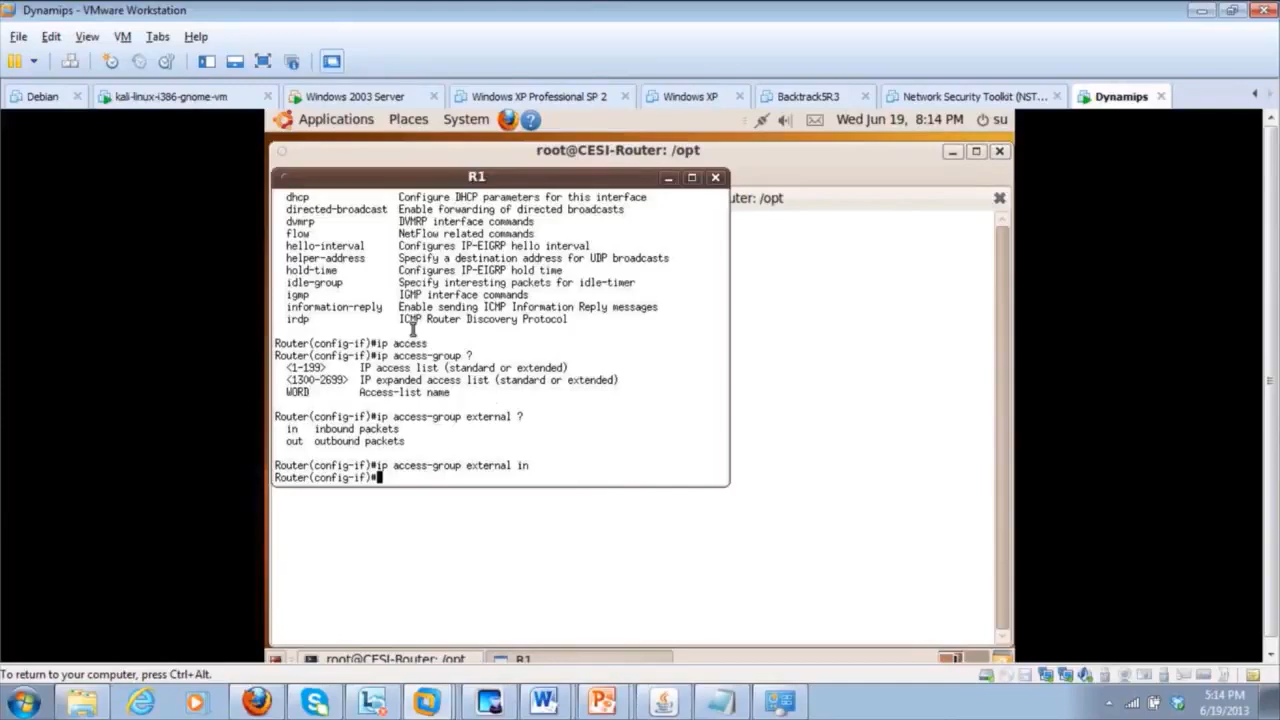 Dynamips - VMware Workstation
File Edit View VM Tabs Help
Debian kali-linux-i386-gnome-vm Windows 2003 Server Windows XP Professional SP 2 Windows XP Backtrack5R3 Network Security Toolkit (NST... Dynamips
Applications Places System Wed Jun 19, 8:14 PM su
root@CESI-Router: /opt
R1
uter: /opt
dhcp Configure DHCP parameters for this interface
directed-broadcast Enable forwarding of directed broadcasts
dvmrp DVMRP interface commands
flow NetFlow related commands
hello-interval Configures IP-EIGRP hello interval
helper-address Specify a destination address for UDP broadcasts
hold-time Configures IP-EIGRP hold time
idle-group Specify interesting packets for idle-timer
igmp IGMP interface commands
information-reply Enable sending ICMP Information Reply messages
irdp ICMP Router Discovery Protocol
Router(config-if)#ip access
Router(config-if)#ip access-group ?
<1-199> IP access list (standard or extended)
<1300-2699> IP expanded access list (standard or extended)
WORD Access-list name
Router(config-if)#ip access-group external ?
in inbound packets
out outbound packets
Router(config-if)#ip access-group external in
Router(config-if)#
root@CESI-Router: /opt R1
To return to your computer, press Ctrl+Alt.
5:14 PM
6/19/2013